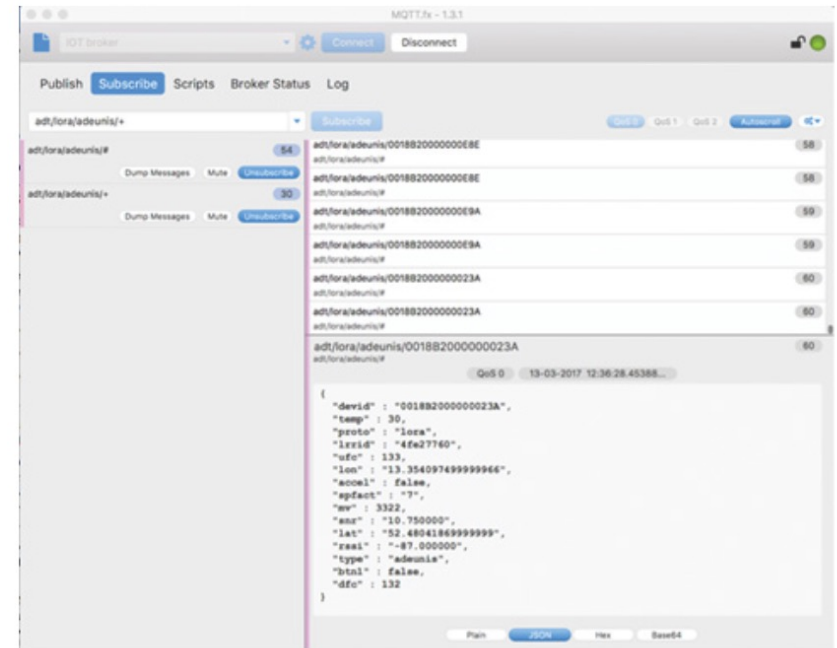 MQTT.fx - 1.3.1
IOT broker
Connect
Disconnect
Publish Subscribe Scripts Broker Status Log
adt/lora/adeunis/+
Subscribe
QoS 0 QoS 1 QoS 2 Autoscroll
adt/lora/adeunis/# 54
Dump Messages Mute Unsubscribe
adt/lora/adeunis/+ 30
Dump Messages Mute Unsubscribe
adt/lora/adeunis/0018B20000000E8E 58
adt/lora/adeunis/#
adt/lora/adeunis/0018B20000000E8E 58
adt/lora/adeunis/#
adt/lora/adeunis/0018B20000000E9A 59
adt/lora/adeunis/#
adt/lora/adeunis/0018B20000000E9A 59
adt/lora/adeunis/#
adt/lora/adeunis/0018B2000000023A 60
adt/lora/adeunis/#
adt/lora/adeunis/0018B2000000023A 60
adt/lora/adeunis/#
adt/lora/adeunis/0018B2000000023A 60
adt/lora/adeunis/#
QoS 0 13-03-2017 12:36:28.45388...
{
"devid" : "0018B2000000023A",
"temp" : 30,
"proto" : "lora",
"lrrid" : "4fe27760",
"ufc" : 133,
"lon" : "13.354097499999966",
"accel" : false,
"spfact" : "7",
"mv" : 3322,
"snr" : "10.750000",
"lat" : "52.48041869999999",
"rssi" : "-87.000000",
"type" : "adeunis",
"btn1" : false,
"dfc" : 132
}
Plain JSON Hex Base64